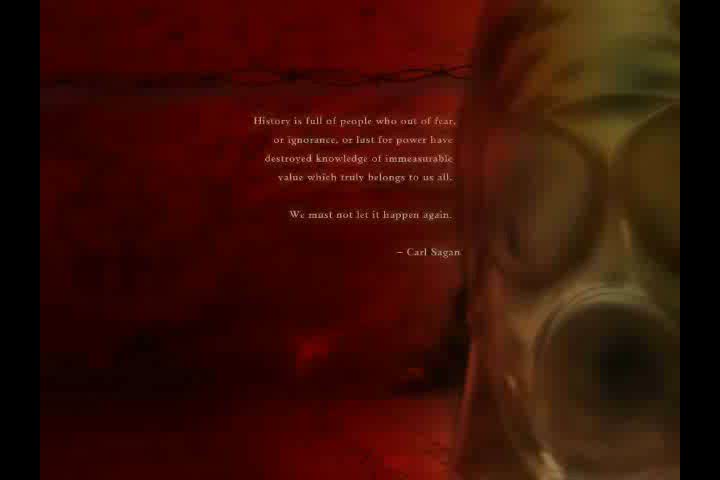 History is full of people who out of fear,
or ignorance, or lust for power have
destroyed knowledge of immeasurable
value which truly belongs to us all.
We must not let it happen again.
– Carl Sagan